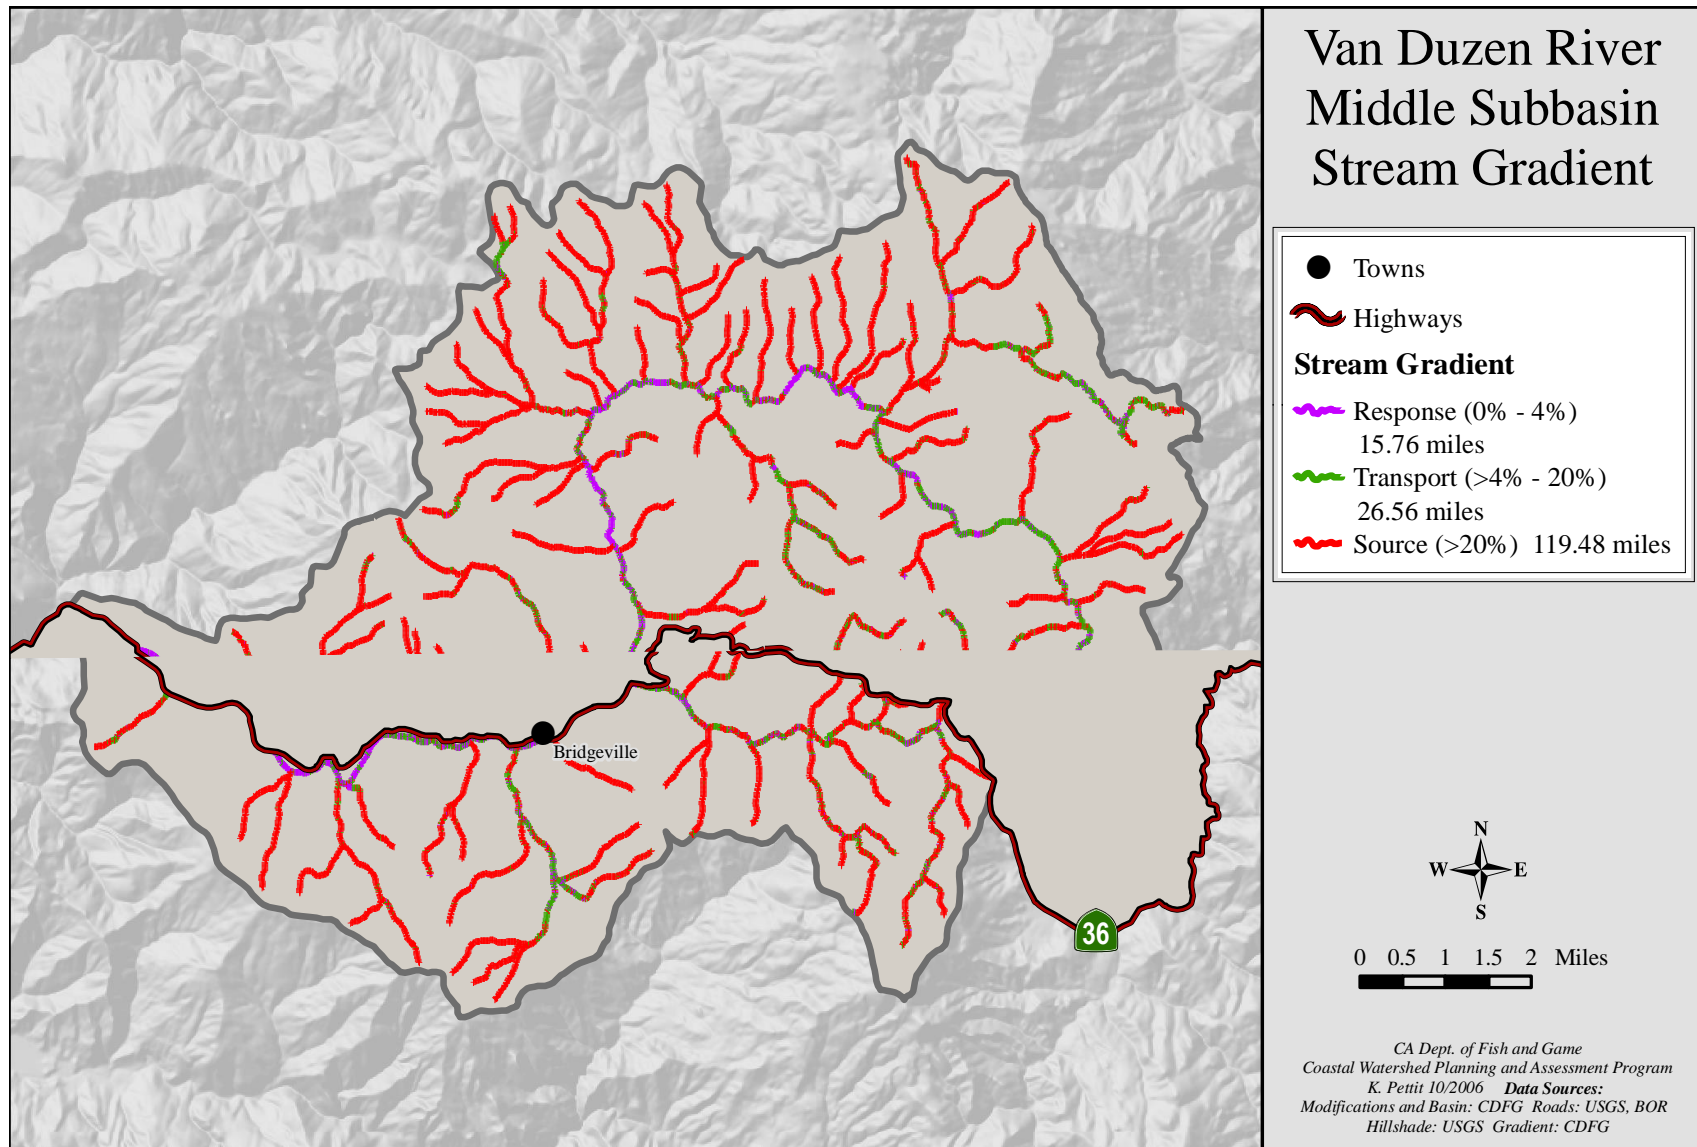 Van Duzen River
Middle Subbasin
Stream Gradient
Towns
Highways
Stream Gradient
Response (0% - 4%)
15.76 miles
Transport (>4% - 20%)
26.56 miles
Source (>20%) 119.48 miles
Bridgeville
36
N
W E
S
0 0.5 1 1.5 2 Miles
CA Dept. of Fish and Game
Coastal Watershed Planning and Assessment Program
K. Pettit 10/2006 Data Sources:
Modifications and Basin: CDFG Roads: USGS, BOR
Hillshade: USGS Gradient: CDFG